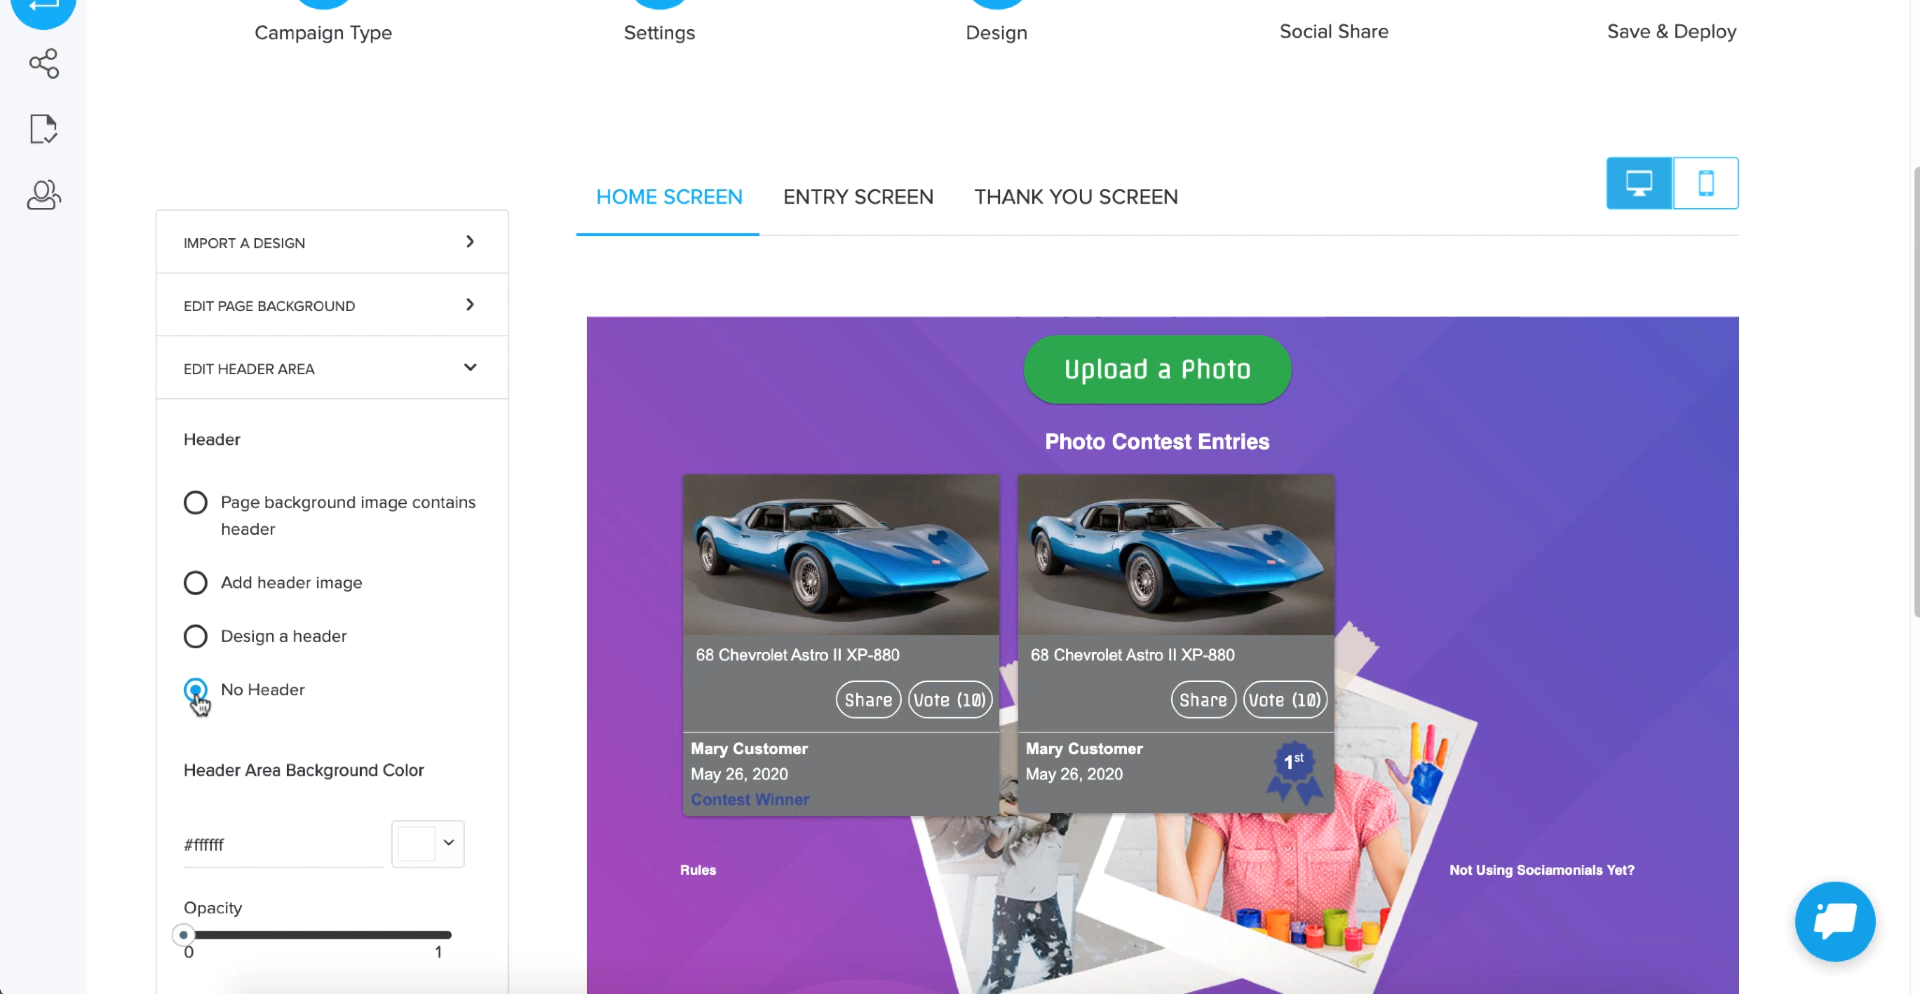 Campaign Type
Settings
Design
Social Share
Save & Deploy
HOME SCREEN
ENTRY SCREEN
THANK YOU SCREEN
IMPORT A DESIGN
EDIT PAGE BACKGROUND
EDIT HEADER AREA
Header
Page background image contains
header
Add header image
Design a header
No Header
Header Area Background Color
#ffffff
Opacity
0
1
Upload a Photo
Photo Contest Entries
68 Chevrolet Astro II XP-880
Share
Vote (10)
Mary Customer
May 26, 2020
Contest Winner
68 Chevrolet Astro II XP-880
Share
Vote (10)
Mary Customer
May 26, 2020
1st
Rules
Not Using Sociamonials Yet?